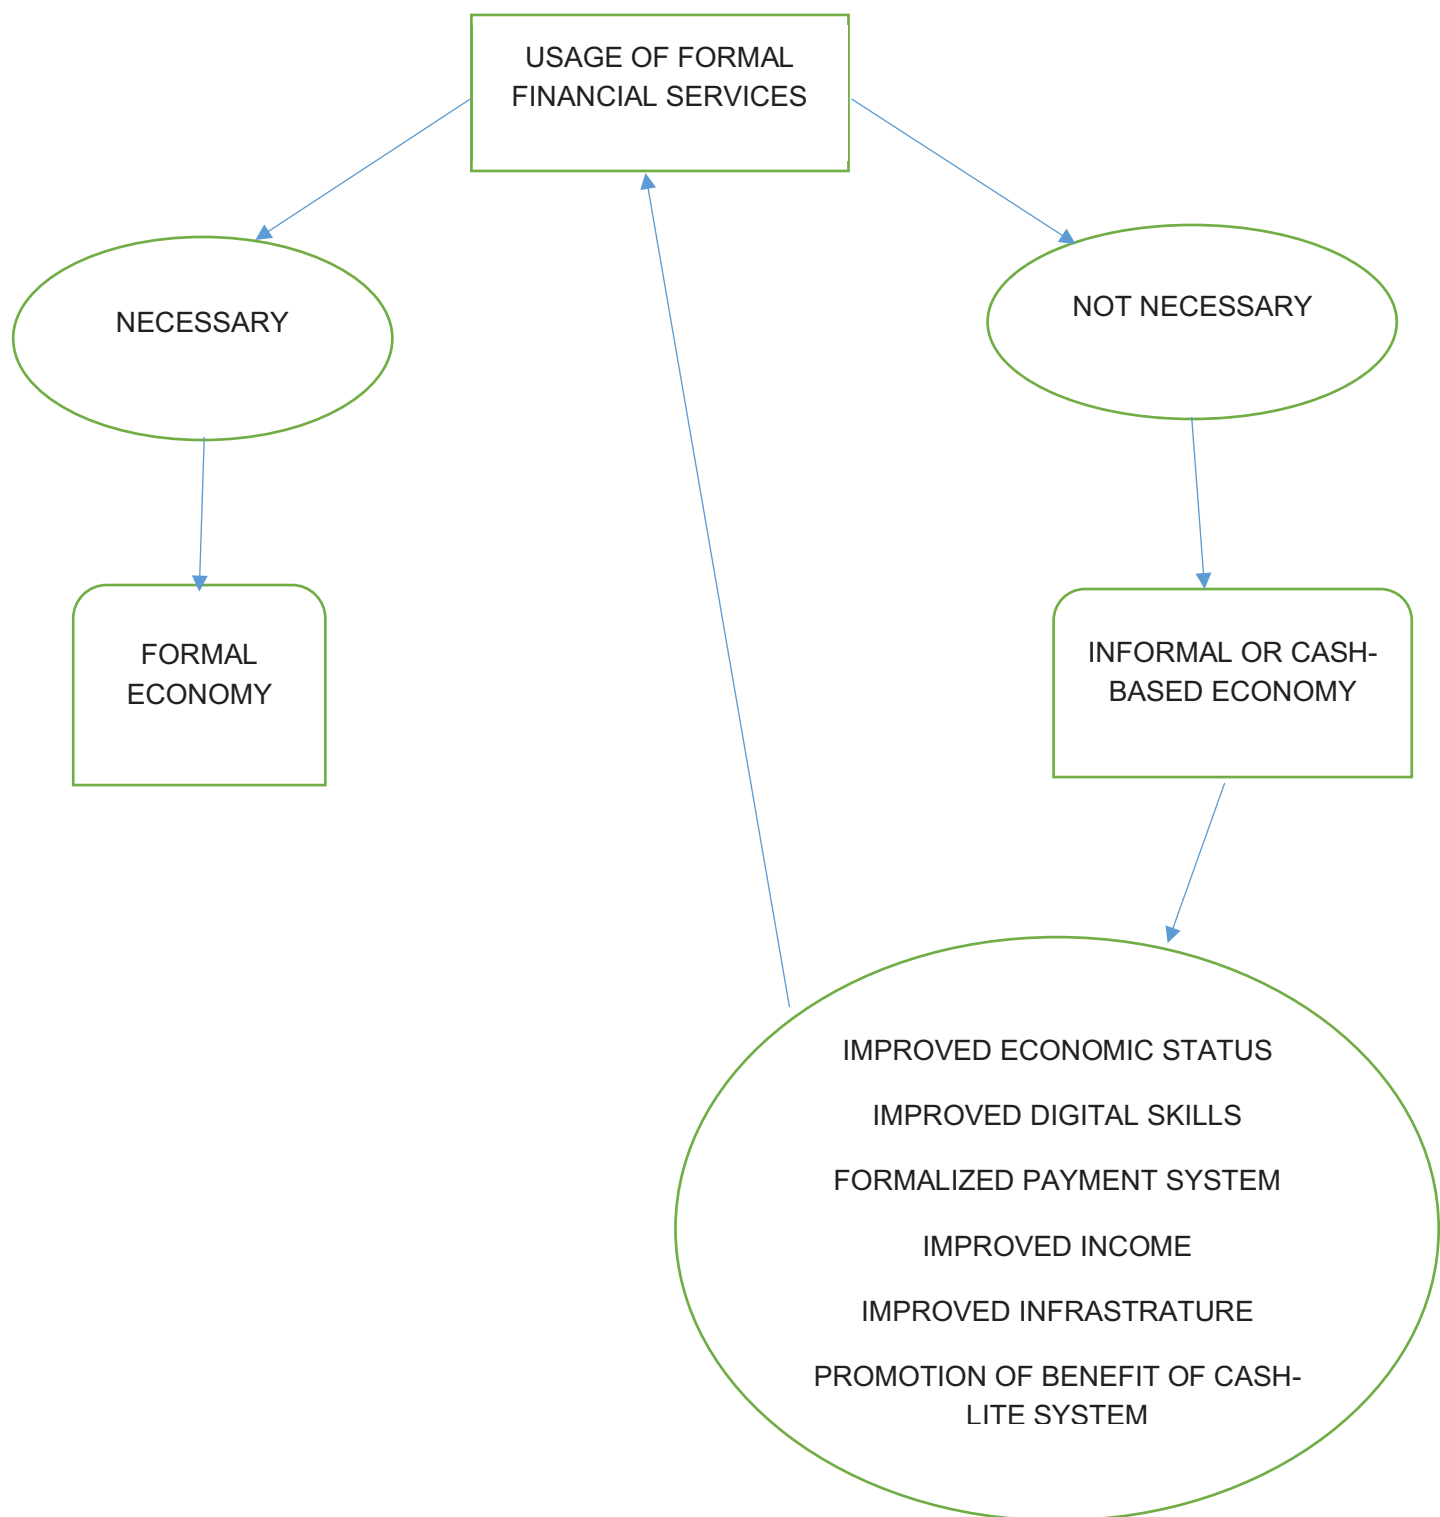 USAGE OF FORMAL
FINANCIAL SERVICES
NECESSARY
NOT NECESSARY
FORMAL
ECONOMY
INFORMAL OR CASH-
BASED ECONOMY
IMPROVED ECONOMIC STATUS
IMPROVED DIGITAL SKILLS
FORMALIZED PAYMENT SYSTEM
IMPROVED INCOME
IMPROVED INFRASTRATURE
PROMOTION OF BENEFIT OF CASH-
LITE SYSTEM